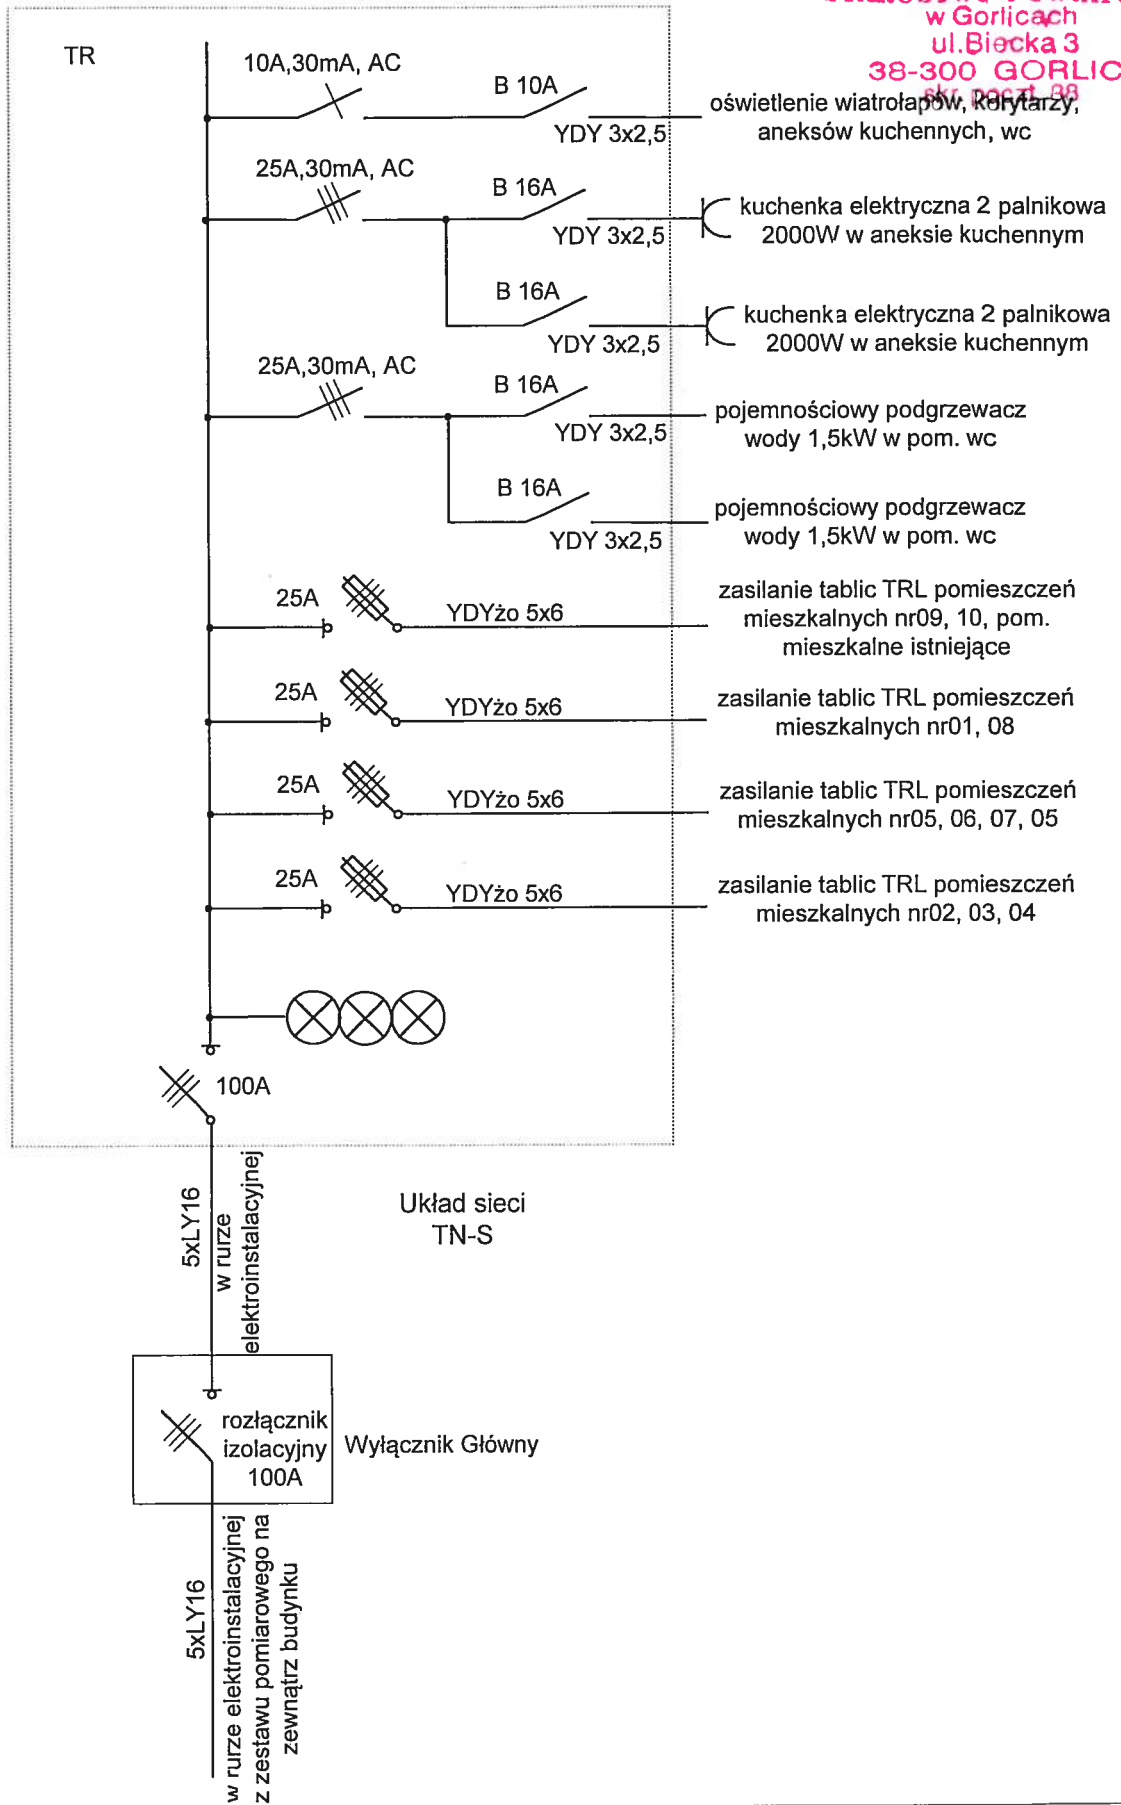 w Gorlicach
ul.Biecka 3
38-300 GORLIC
skr. poczt. 88
TR
10A,30mA, AC
B 10A
YDY 3x2,5
oświetlenie wiatrołapów, korytarzy,
aneksów kuchennych, wc
25A,30mA, AC
B 16A
YDY 3x2,5
kuchenka elektryczna 2 palnikowa
2000W w aneksie kuchennym
B 16A
YDY 3x2,5
kuchenka elektryczna 2 palnikowa
2000W w aneksie kuchennym
25A,30mA, AC
B 16A
YDY 3x2,5
pojemnościowy podgrzewacz
wody 1,5kW w pom. wc
B 16A
YDY 3x2,5
pojemnościowy podgrzewacz
wody 1,5kW w pom. wc
25A
YDYżo 5x6
zasilanie tablic TRL pomieszczeń
mieszkalnych nr09, 10, pom.
mieszkalne istniejące
25A
YDYżo 5x6
zasilanie tablic TRL pomieszczeń
mieszkalnych nr01, 08
25A
YDYżo 5x6
zasilanie tablic TRL pomieszczeń
mieszkalnych nr05, 06, 07, 05
25A
YDYżo 5x6
zasilanie tablic TRL pomieszczeń
mieszkalnych nr02, 03, 04
100A
5xLY16
w rurze
elektroinstalacyjnej
Układ sieci
TN-S
rozłącznik
izolacyjny
100A
Wyłącznik Główny
5xLY16
w rurze elektroinstalacyjnej
z zestawu pomiarowego na
zewnątrz budynku